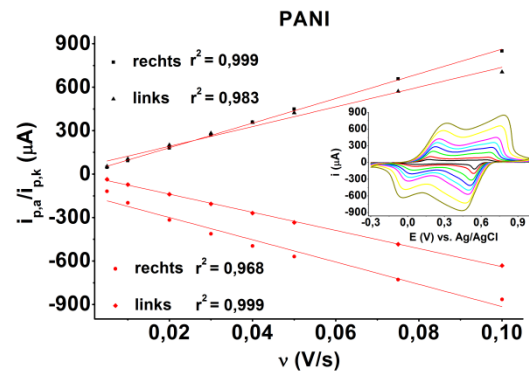 PANI
i_p,a/i_p,k (µA)
900
600
300
0
-300
-600
-900
rechts r² = 0,999
links r² = 0,983
rechts r² = 0,968
links r² = 0,999
0,02 0,04 0,06 0,08 0,10
ν (V/s)
i (µA)
900
600
300
0
-300
-600
-900
-0,3 0,0 0,3 0,6 0,9
E (V) vs. Ag/AgCl